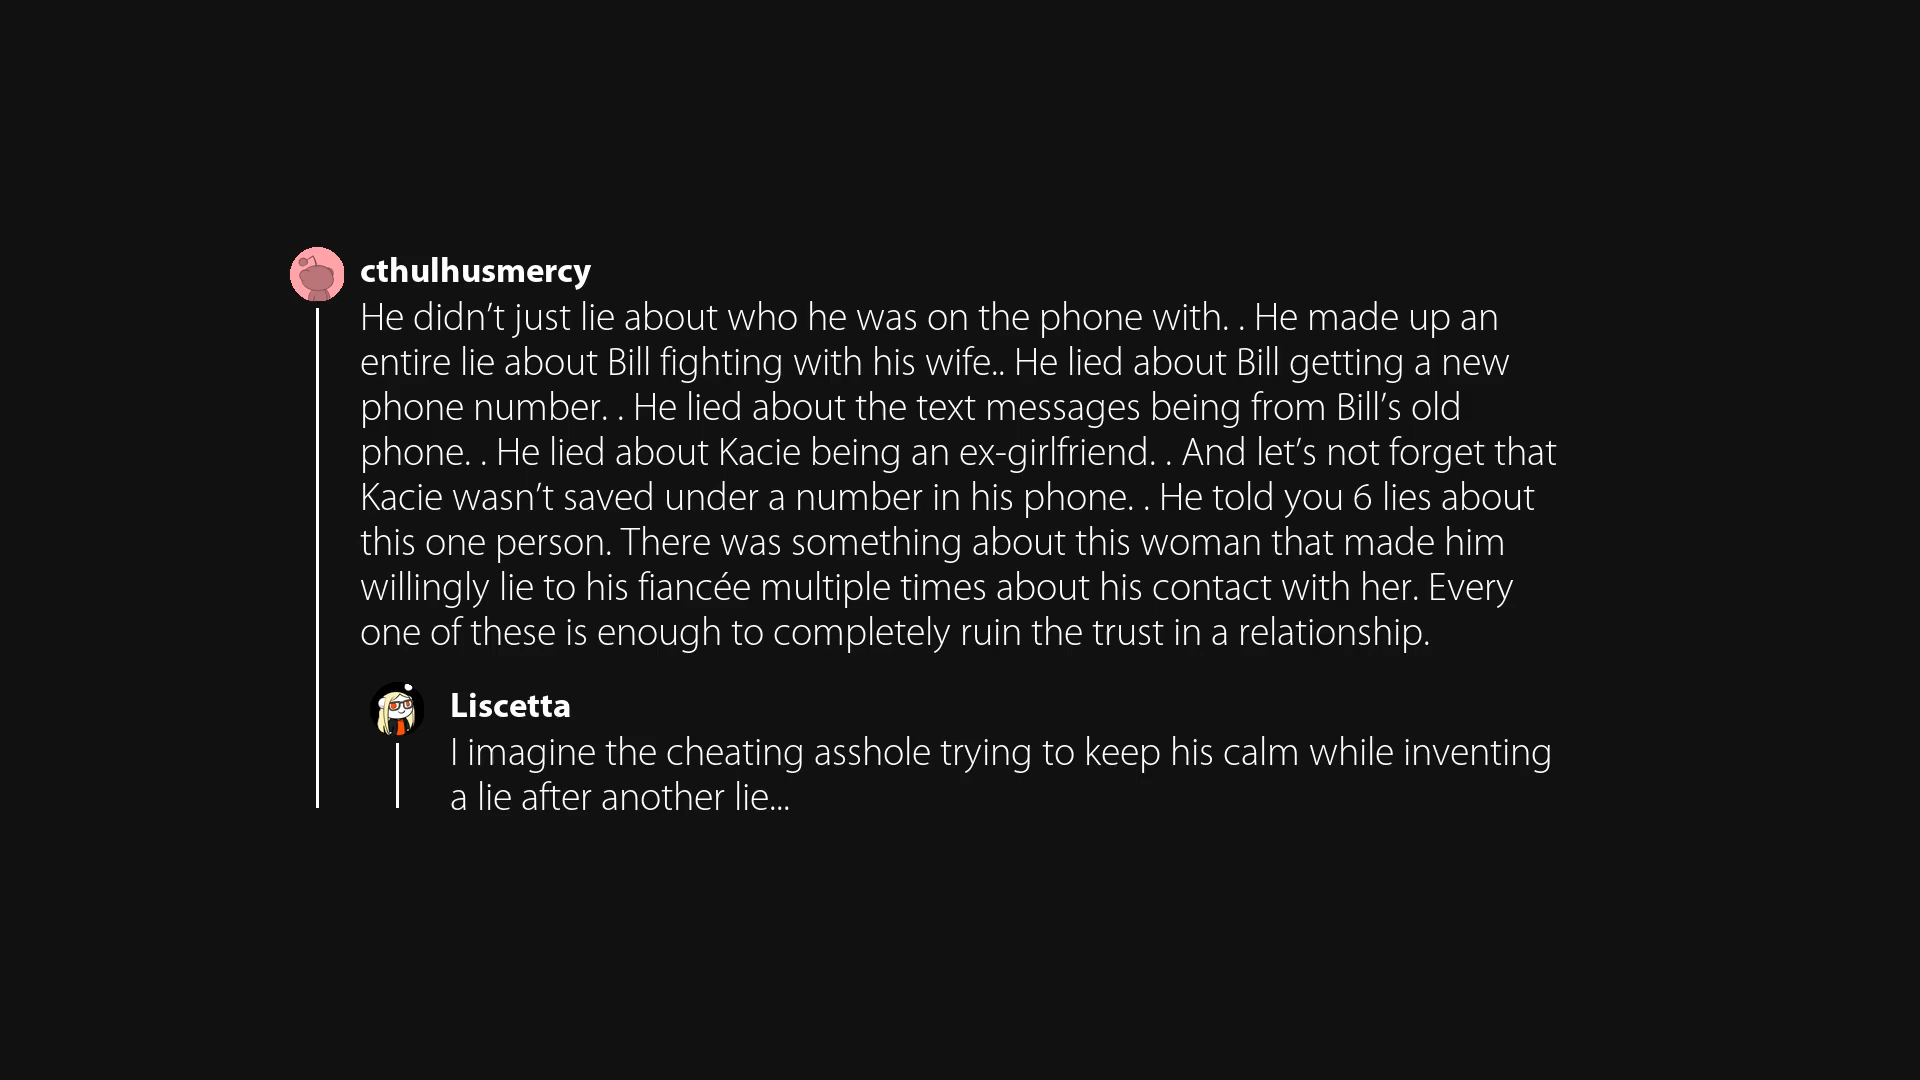 cthulhusmercy
He didn’t just lie about who he was on the phone with. . He made up an
entire lie about Bill fighting with his wife.. He lied about Bill getting a new
phone number. . He lied about the text messages being from Bill’s old
phone. . He lied about Kacie being an ex-girlfriend. . And let’s not forget that
Kacie wasn’t saved under a number in his phone. . He told you 6 lies about
this one person. There was something about this woman that made him
willingly lie to his fiancée multiple times about his contact with her. Every
one of these is enough to completely ruin the trust in a relationship.
Liscetta
I imagine the cheating asshole trying to keep his calm while inventing
a lie after another lie...